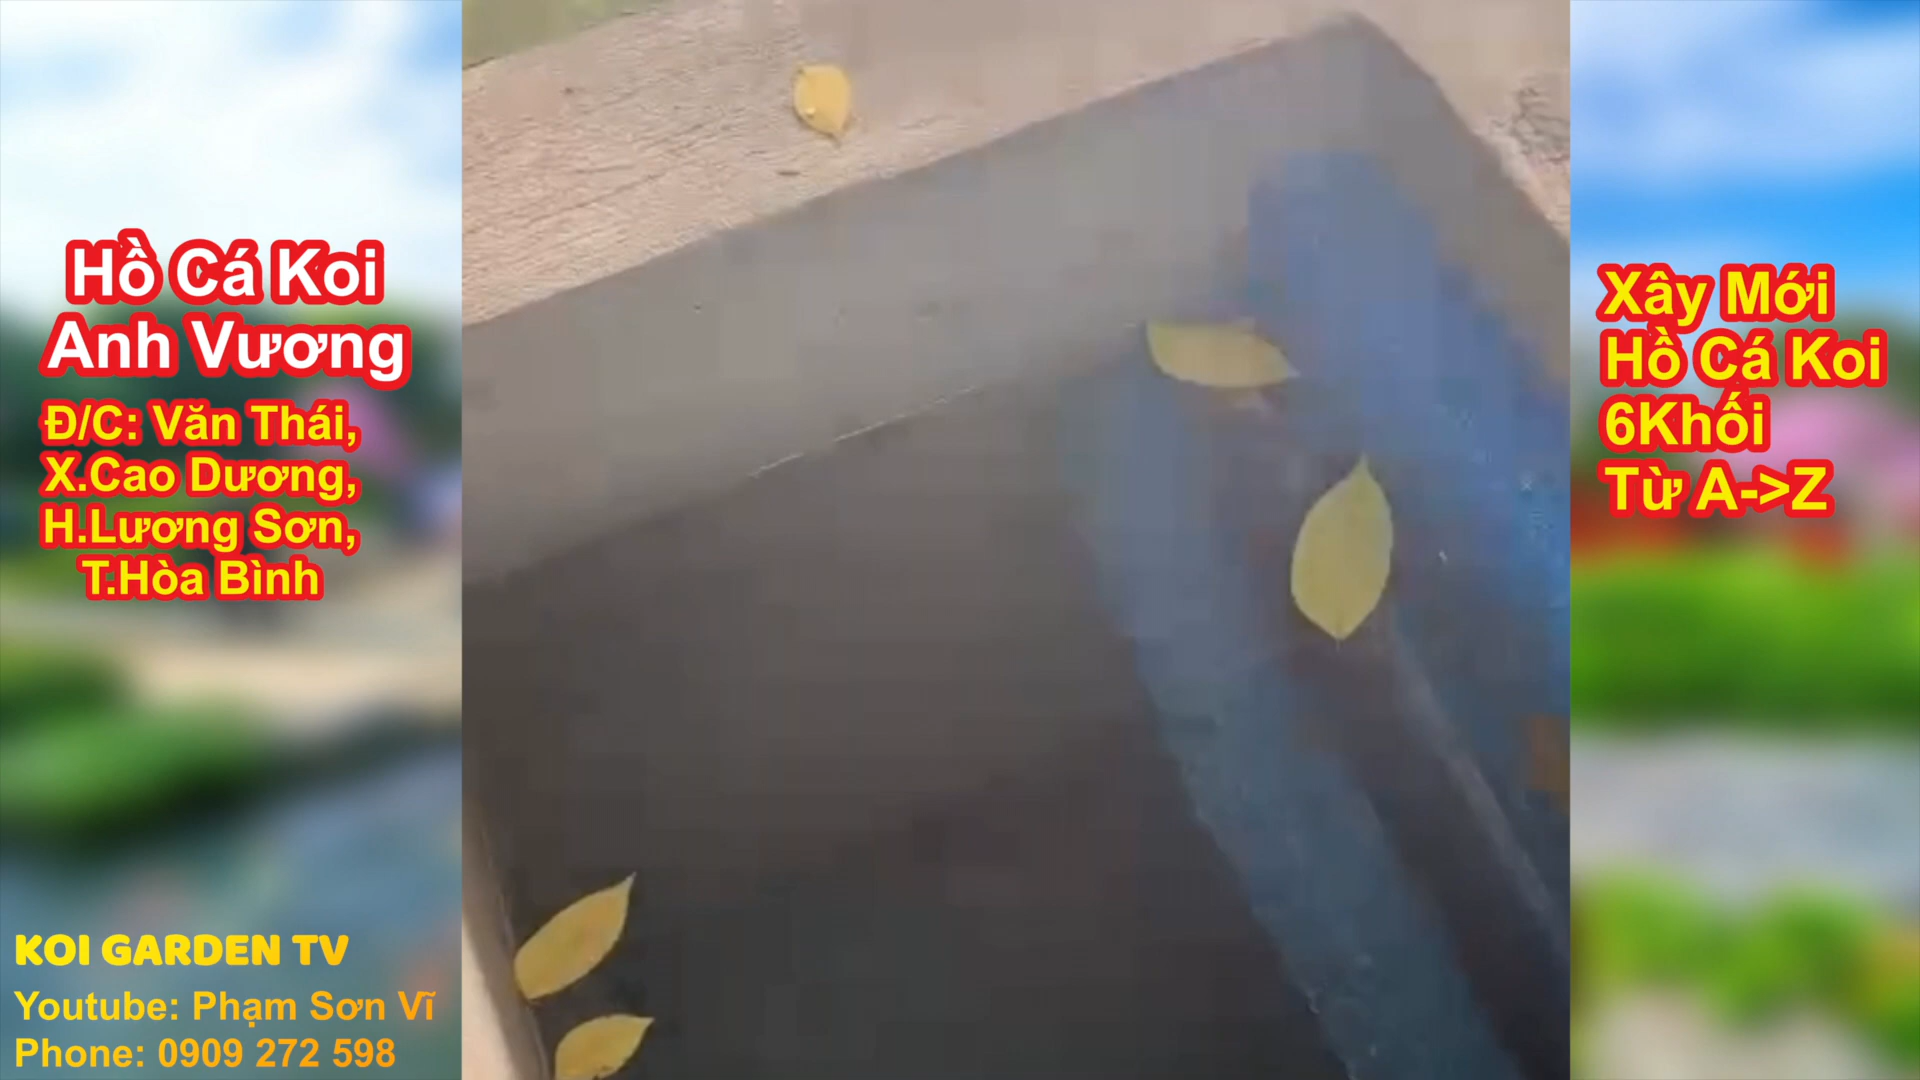 Hồ Cá Koi
Anh Vương
Đ/C: Văn Thái,
X.Cao Dương,
H.Lương Sơn,
T.Hòa Bình
KOI GARDEN TV
Youtube: Phạm Sơn Vĩ
Phone: 0909 272 598
Xây Mới
Hồ Cá Koi
6Khối
Từ A->Z